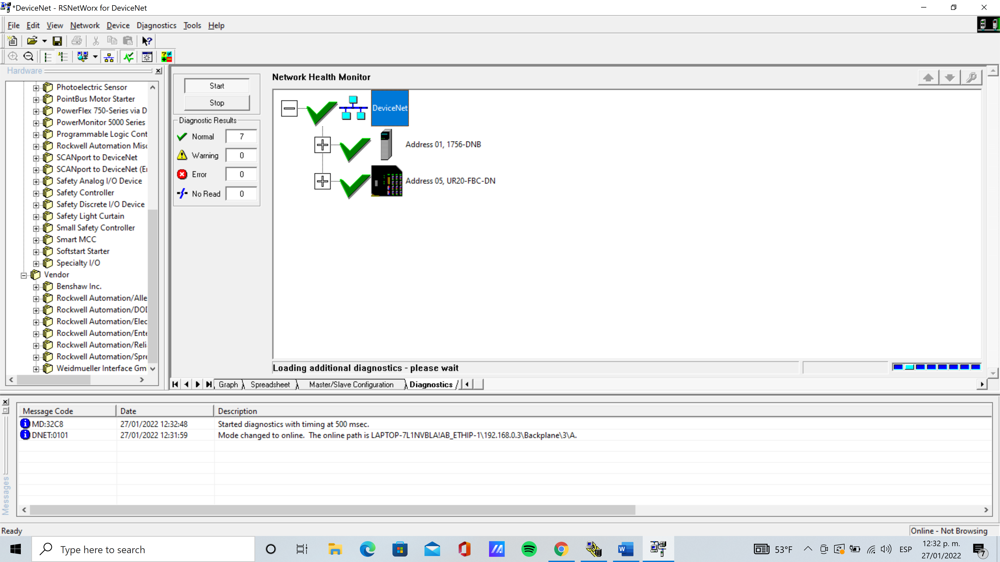 *DeviceNet - RSNetWorx for DeviceNet
File Edit View Network Device Diagnostics Tools Help
Hardware
Photoelectric Sensor
PointBus Motor Starter
PowerFlex 750-Series via D
PowerMonitor 5000 Series
Programmable Logic Cont
Rockwell Automation Misc
SCANport to DeviceNet
SCANport to DeviceNet (En
Safety Analog I/O Device
Safety Controller
Safety Discrete I/O Device
Safety Light Curtain
Small Safety Controller
Smart MCC
Softstart Starter
Specialty I/O
Vendor
Benshaw Inc.
Rockwell Automation/Alle
Rockwell Automation/DOD
Rockwell Automation/Elec
Rockwell Automation/Ente
Rockwell Automation/Reli
Rockwell Automation/Spre
Weidmueller Interface Gm
Start
Stop
Diagnostic Results
Normal 7
Warning 0
Error 0
No Read 0
Network Health Monitor
DeviceNet
Address 01, 1756-DNB
Address 05, UR20-FBC-DN
Loading additional diagnostics - please wait
Graph Spreadsheet Master/Slave Configuration Diagnostics
Messages
Message Code Date Description
MD:32C8 27/01/2022 12:32:48 Started diagnostics with timing at 500 msec.
DNET:0101 27/01/2022 12:31:59 Mode changed to online. The online path is LAPTOP-7L1NVBLA!AB_ETHIP-1\192.168.0.3\Backplane\3\A.
Ready
Online - Not Browsing
Type here to search
53°F
ESP
12:32 p. m.
27/01/2022
7